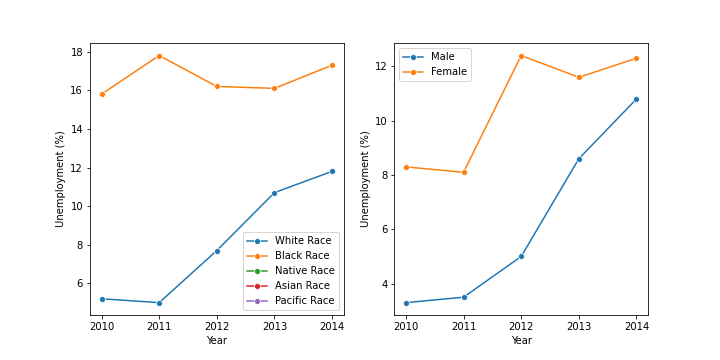 18
16
14
12
10
8
6
Unemployment (%)
2010 2011 2012 2013 2014
Year
White Race
Black Race
Native Race
Asian Race
Pacific Race
12
10
8
6
4
Unemployment (%)
2010 2011 2012 2013 2014
Year
Male
Female